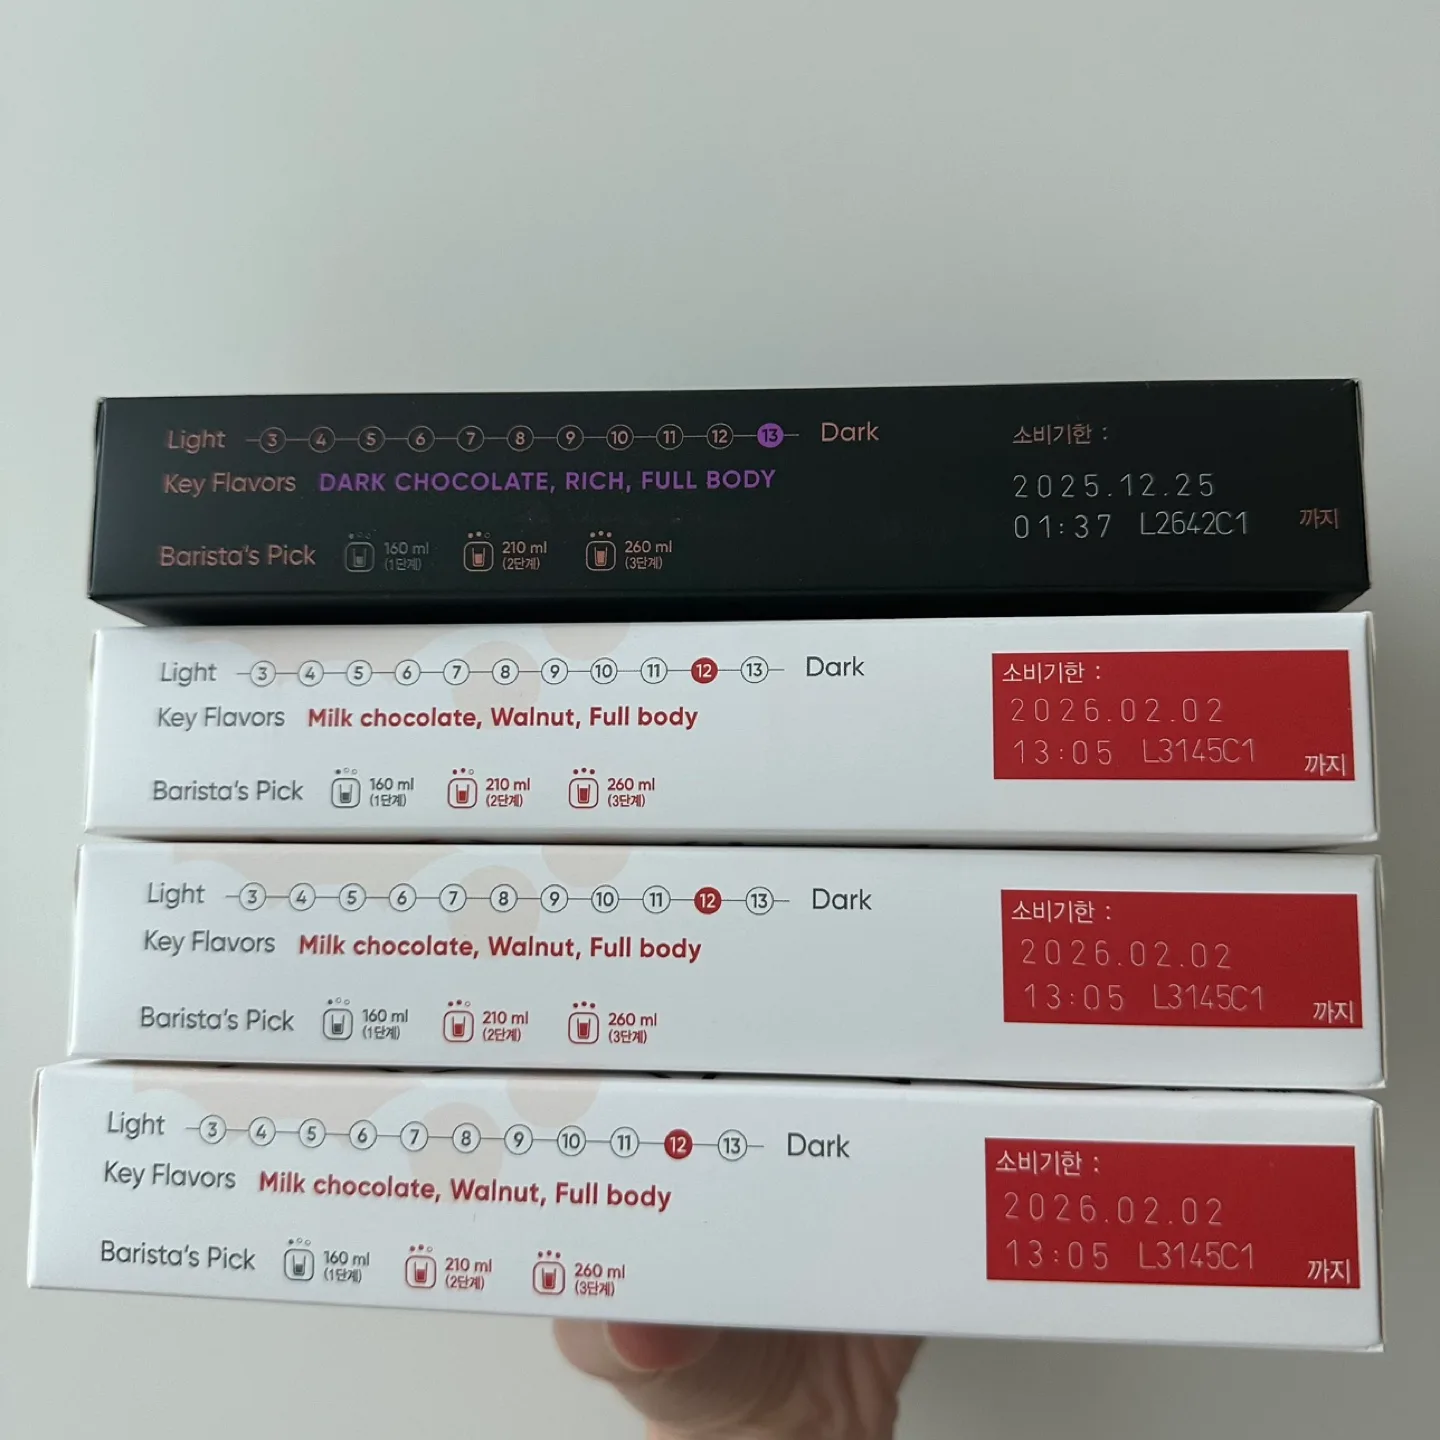 Light 3 4 5 6 7 8 9 10 11 12 13 Dark
Key Flavors DARK CHOCOLATE, RICH, FULL BODY
Barista's Pick 160 ml (1단계) 210 ml (2단계) 260 ml (3단계)
소비기한 :
2025.12.25
01:37 L2642C1 까지
Light 3 4 5 6 7 8 9 10 11 12 13 Dark
Key Flavors Milk chocolate, Walnut, Full body
Barista's Pick 160 ml (1단계) 210 ml (2단계) 260 ml (3단계)
소비기한 :
2026.02.02
13:05 L3145C1 까지
Light 3 4 5 6 7 8 9 10 11 12 13 Dark
Key Flavors Milk chocolate, Walnut, Full body
Barista's Pick 160 ml (1단계) 210 ml (2단계) 260 ml (3단계)
소비기한 :
2026.02.02
13:05 L3145C1 까지
Light 3 4 5 6 7 8 9 10 11 12 13 Dark
Key Flavors Milk chocolate, Walnut, Full body
Barista's Pick 160 ml (1단계) 210 ml (2단계) 260 ml (3단계)
소비기한 :
2026.02.02
13:05 L3145C1 까지